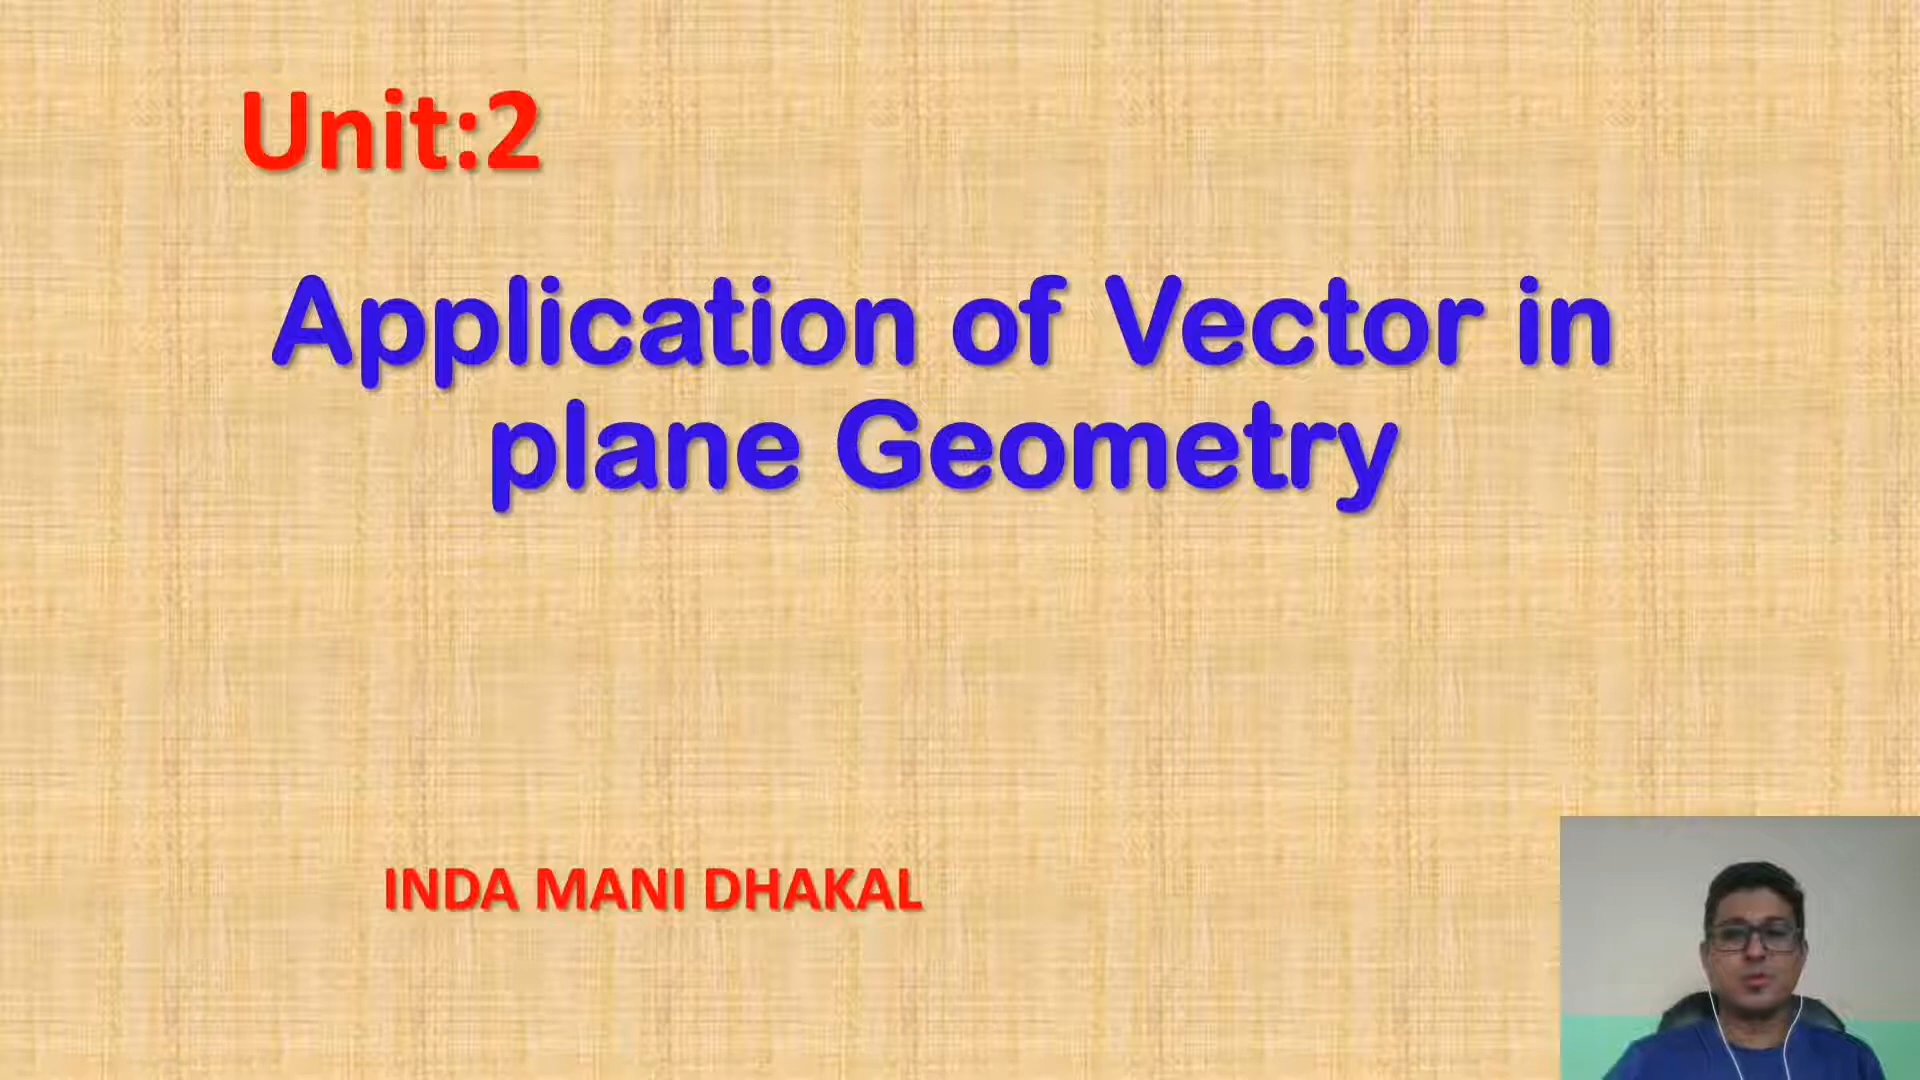 Unit:2
Application of Vector in
plane Geometry
INDA MANI DHAKAL